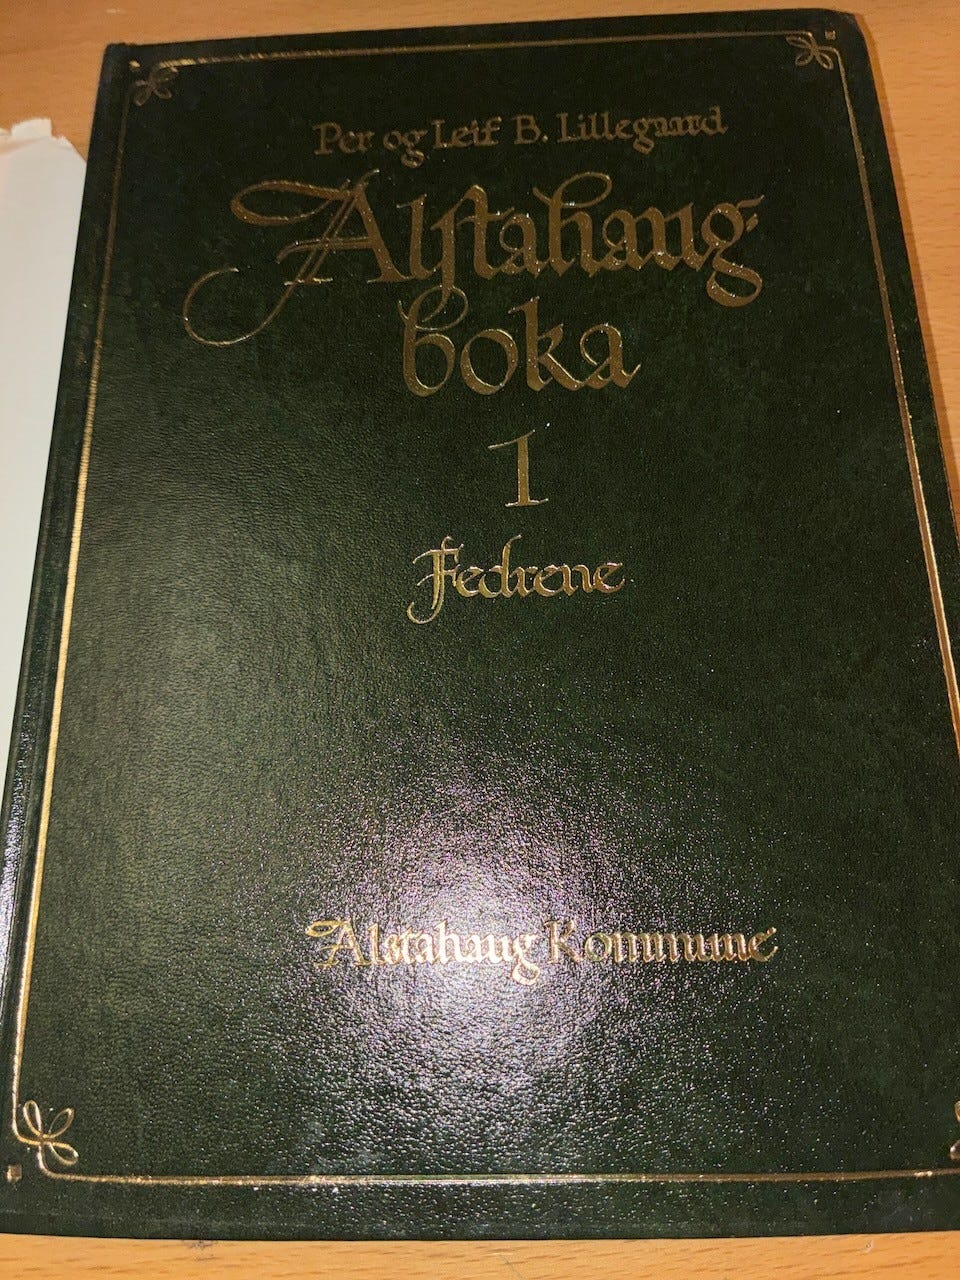 Per og Leif B. Lillegaard
Alstahaug-
boka
1
Fedrene
Alstahaug Kommune